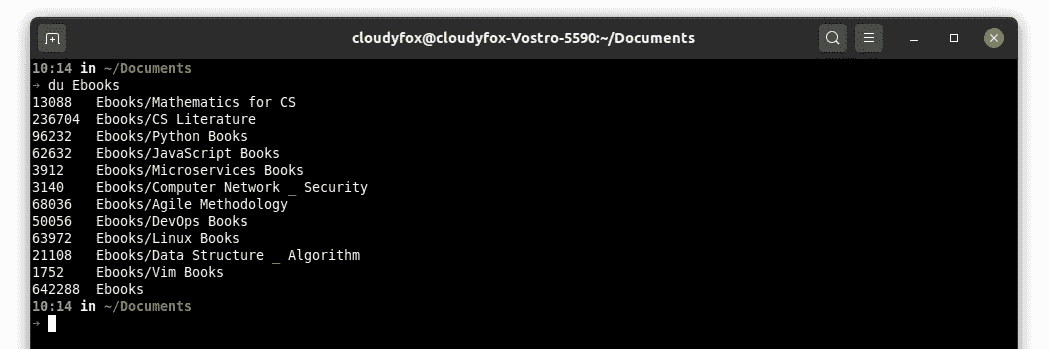 cloudyfox@cloudyfox-Vostro-5590:~/Documents
10:14 in ~/Documents
→ du Ebooks
13088   Ebooks/Mathematics for CS
236704  Ebooks/CS Literature
96232   Ebooks/Python Books
62632   Ebooks/JavaScript Books
3912    Ebooks/Microservices Books
3140    Ebooks/Computer Network _ Security
68036   Ebooks/Agile Methodology
50056   Ebooks/DevOps Books
63972   Ebooks/Linux Books
21108   Ebooks/Data Structure _ Algorithm
1752    Ebooks/Vim Books
642288  Ebooks
10:14 in ~/Documents
→